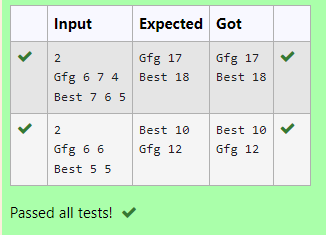 Input Expected Got
2 Gfg 17 Gfg 17
Gfg 6 7 4 Best 18 Best 18
Best 7 6 5
2 Best 10 Best 10
Gfg 6 6 Gfg 12 Gfg 12
Best 5 5
Passed all tests!